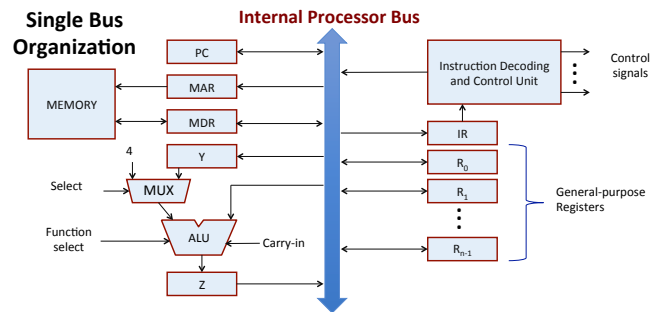 Single Bus
Organization
Internal Processor Bus
PC
MAR
MEMORY
MDR
Y
4
Select
MUX
Function
select
ALU
Carry-in
Z
Instruction Decoding
and Control Unit
Control
signals
IR
R0
R1
Rn-1
General-purpose
Registers